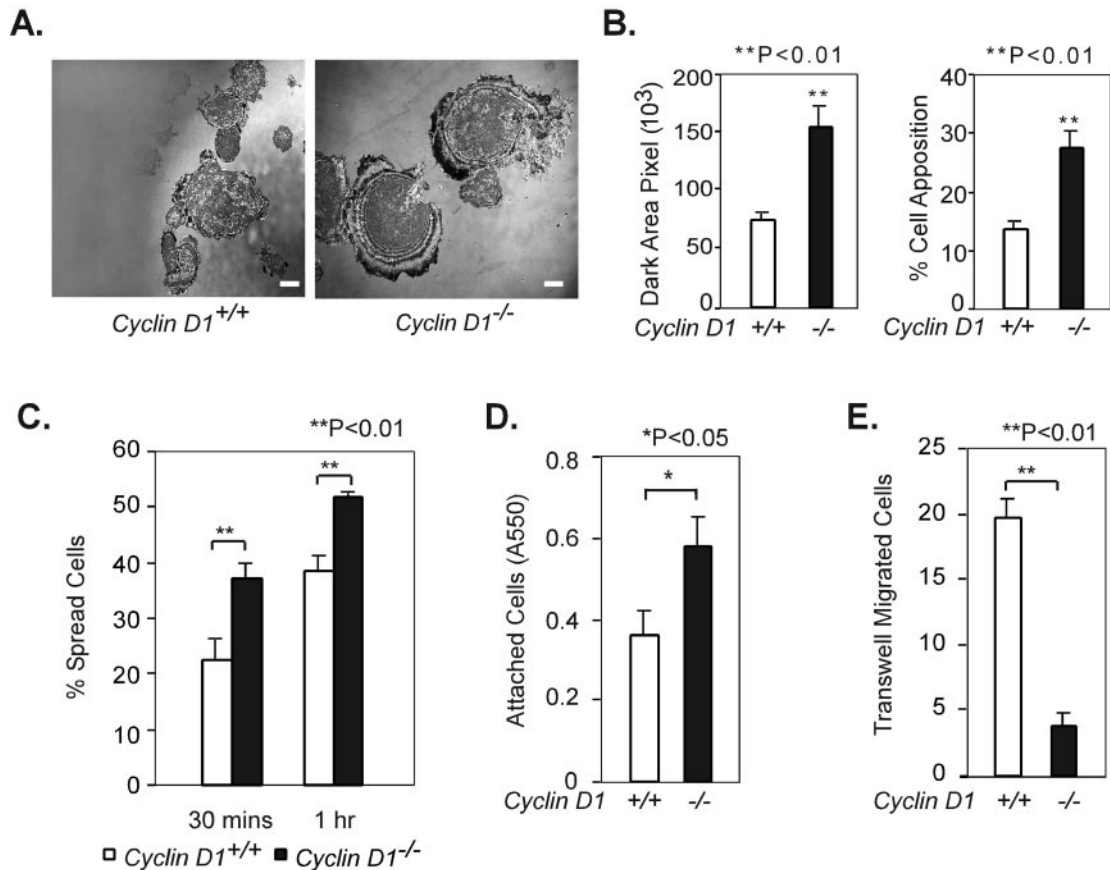 A.
Cyclin D1+/+
Cyclin D1-/-
B.
**P<0.01
Dark Area Pixel (10³)
200
150
100
50
0
**
Cyclin D1 +/+ -/-
**P<0.01
% Cell Apposition
40
30
20
10
0
**
+/+ -/-
C.
**P<0.01
% Spread Cells
60
50
40
30
20
10
0
**
**
30 mins 1 hr
Cyclin D1+/+ Cyclin D1-/-
D.
*P<0.05
Attached Cells (A550)
0.8
0.6
0.4
0.2
0
*
Cyclin D1 +/+ -/-
E.
**P<0.01
Transwell Migrated Cells
25
20
15
10
5
0
**
Cyclin D1 +/+ -/-